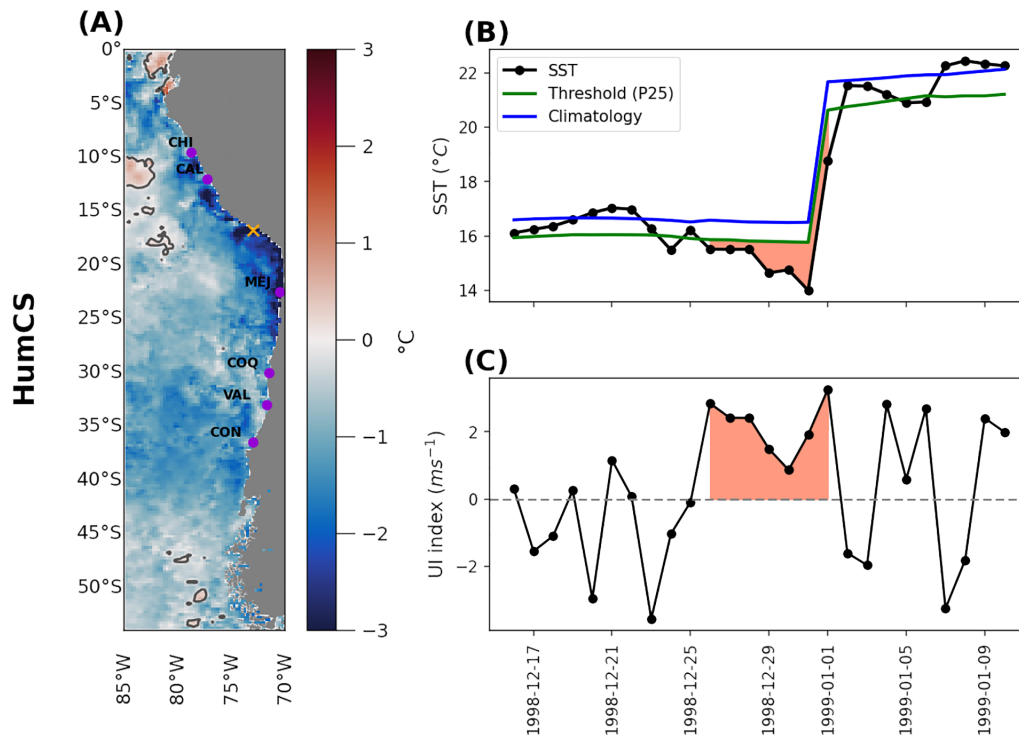 (A)
HumCS
0°
5°S
10°S
15°S
20°S
25°S
30°S
35°S
40°S
45°S
50°S
85°W
80°W
75°W
70°W
CHI
CAL
MEJ
COQ
VAL
CON
3
2
1
0
−1
−2
−3
°C
(B)
SST (°C)
22
20
18
16
14
SST
Threshold (P25)
Climatology
(C)
UI index (ms⁻¹)
2
0
−2
1998-12-17
1998-12-21
1998-12-25
1998-12-29
1999-01-01
1999-01-05
1999-01-09